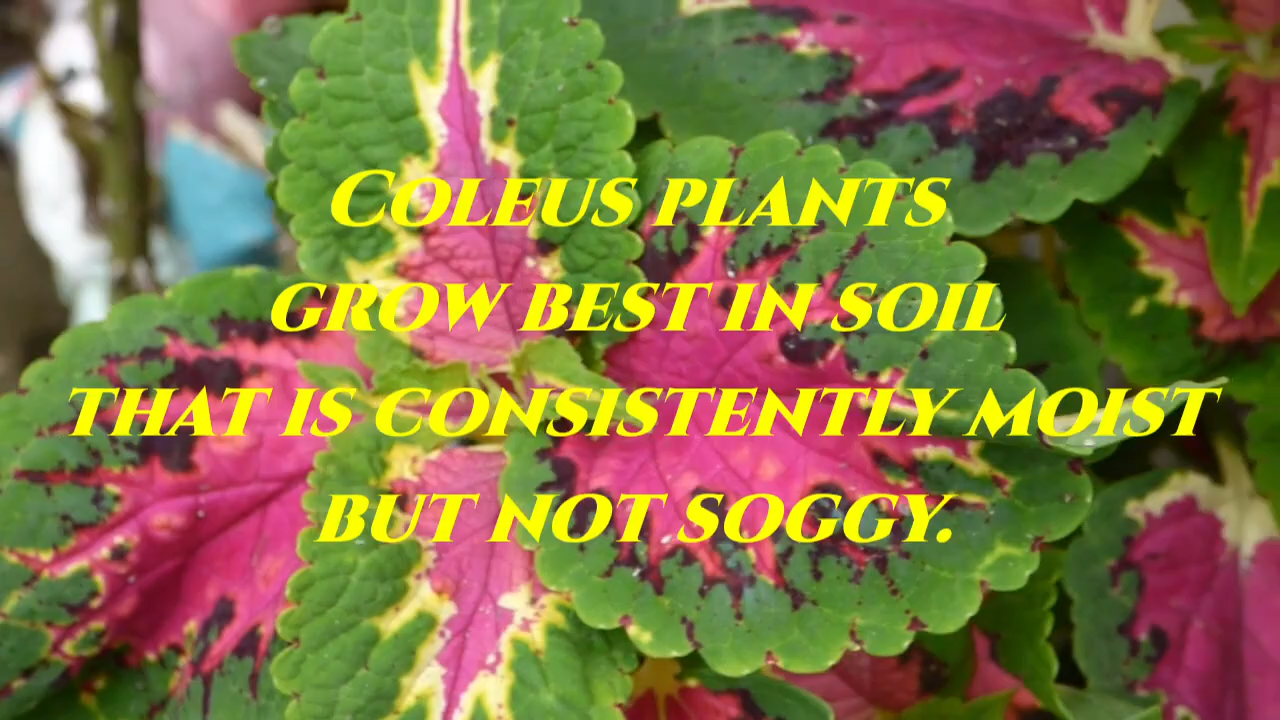 Coleus plants
grow best in soil
that is consistently moist
but not soggy.